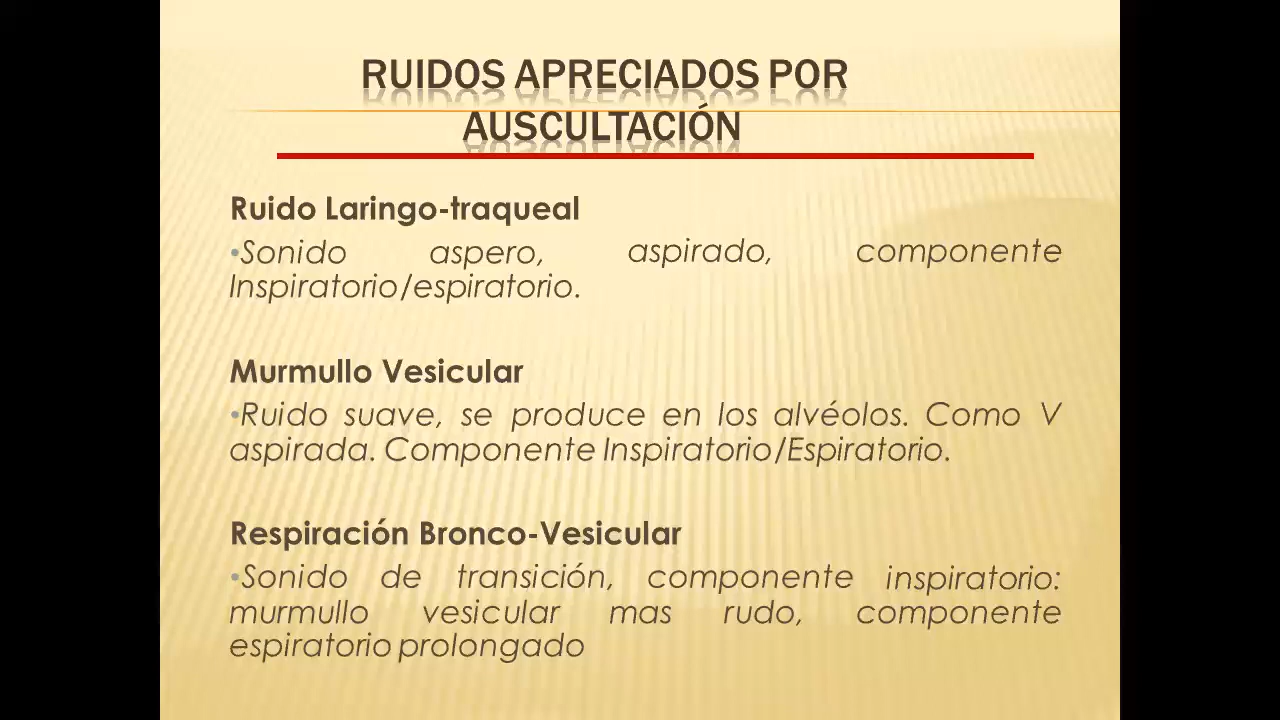 RUIDOS APRECIADOS POR
AUSCULTACIÓN
Ruido Laringo-traqueal
•Sonido aspero, aspirado, componente
Inspiratorio/espiratorio.
Murmullo Vesicular
•Ruido suave, se produce en los alvéolos. Como V
aspirada. Componente Inspiratorio/Espiratorio.
Respiración Bronco-Vesicular
•Sonido de transición, componente inspiratorio:
murmullo vesicular mas rudo, componente
espiratorio prolongado